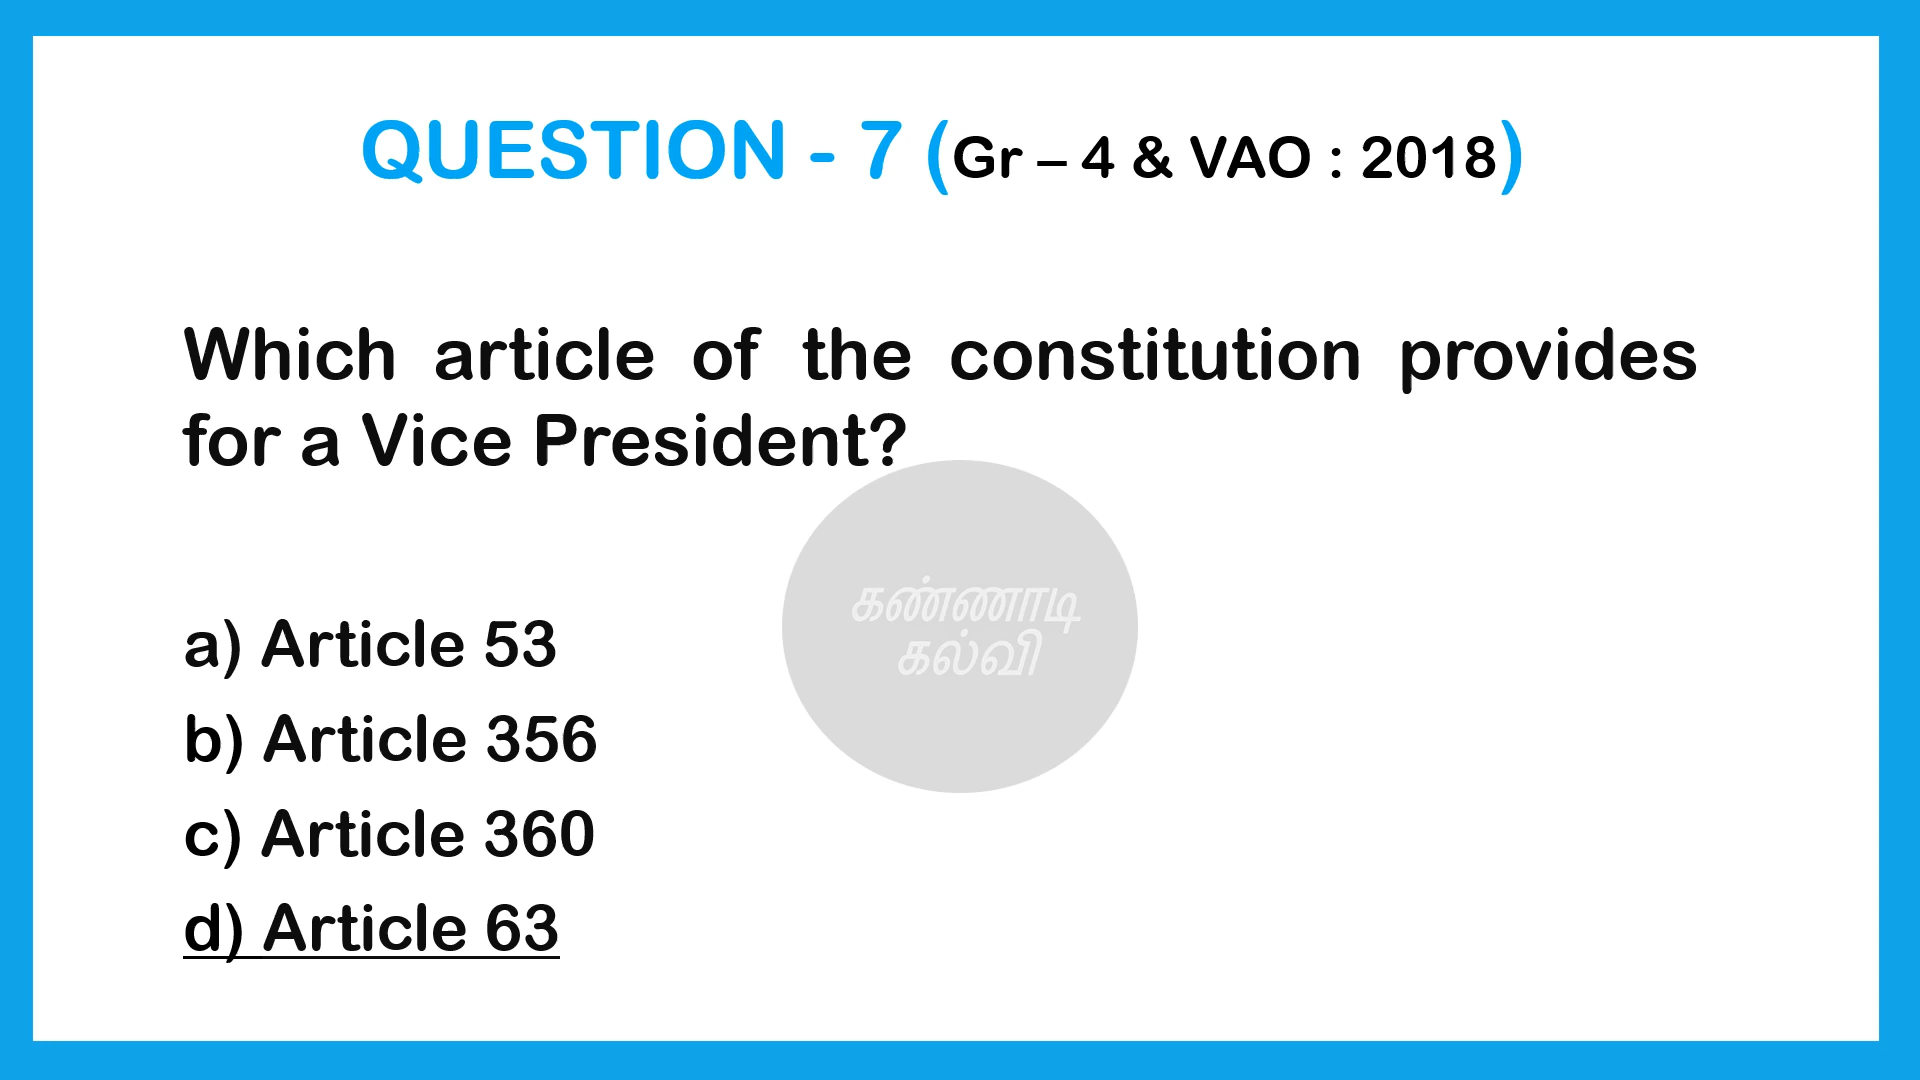 QUESTION - 7 (Gr – 4 & VAO : 2018)
Which article of the constitution provides
for a Vice President?
கண்ணாடி
கல்வி
a) Article 53
b) Article 356
c) Article 360
d) Article 63